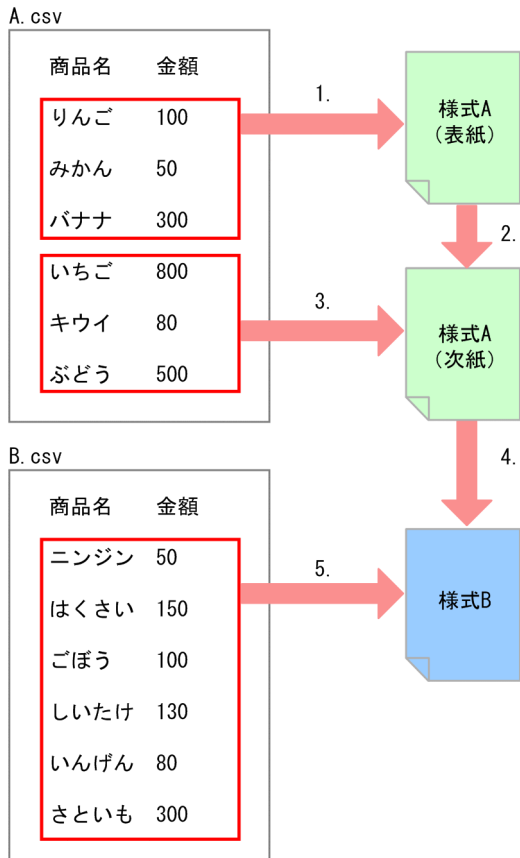 A.csv
商品名 金額
りんご 100
みかん 50
バナナ 300
いちご 800
キウイ 80
ぶどう 500
1.
様式A
(表紙)
2.
3.
様式A
(次紙)
4.
B.csv
商品名 金額
ニンジン 50
はくさい 150
ごぼう 100
しいたけ 130
いんげん 80
さといも 300
5.
様式B